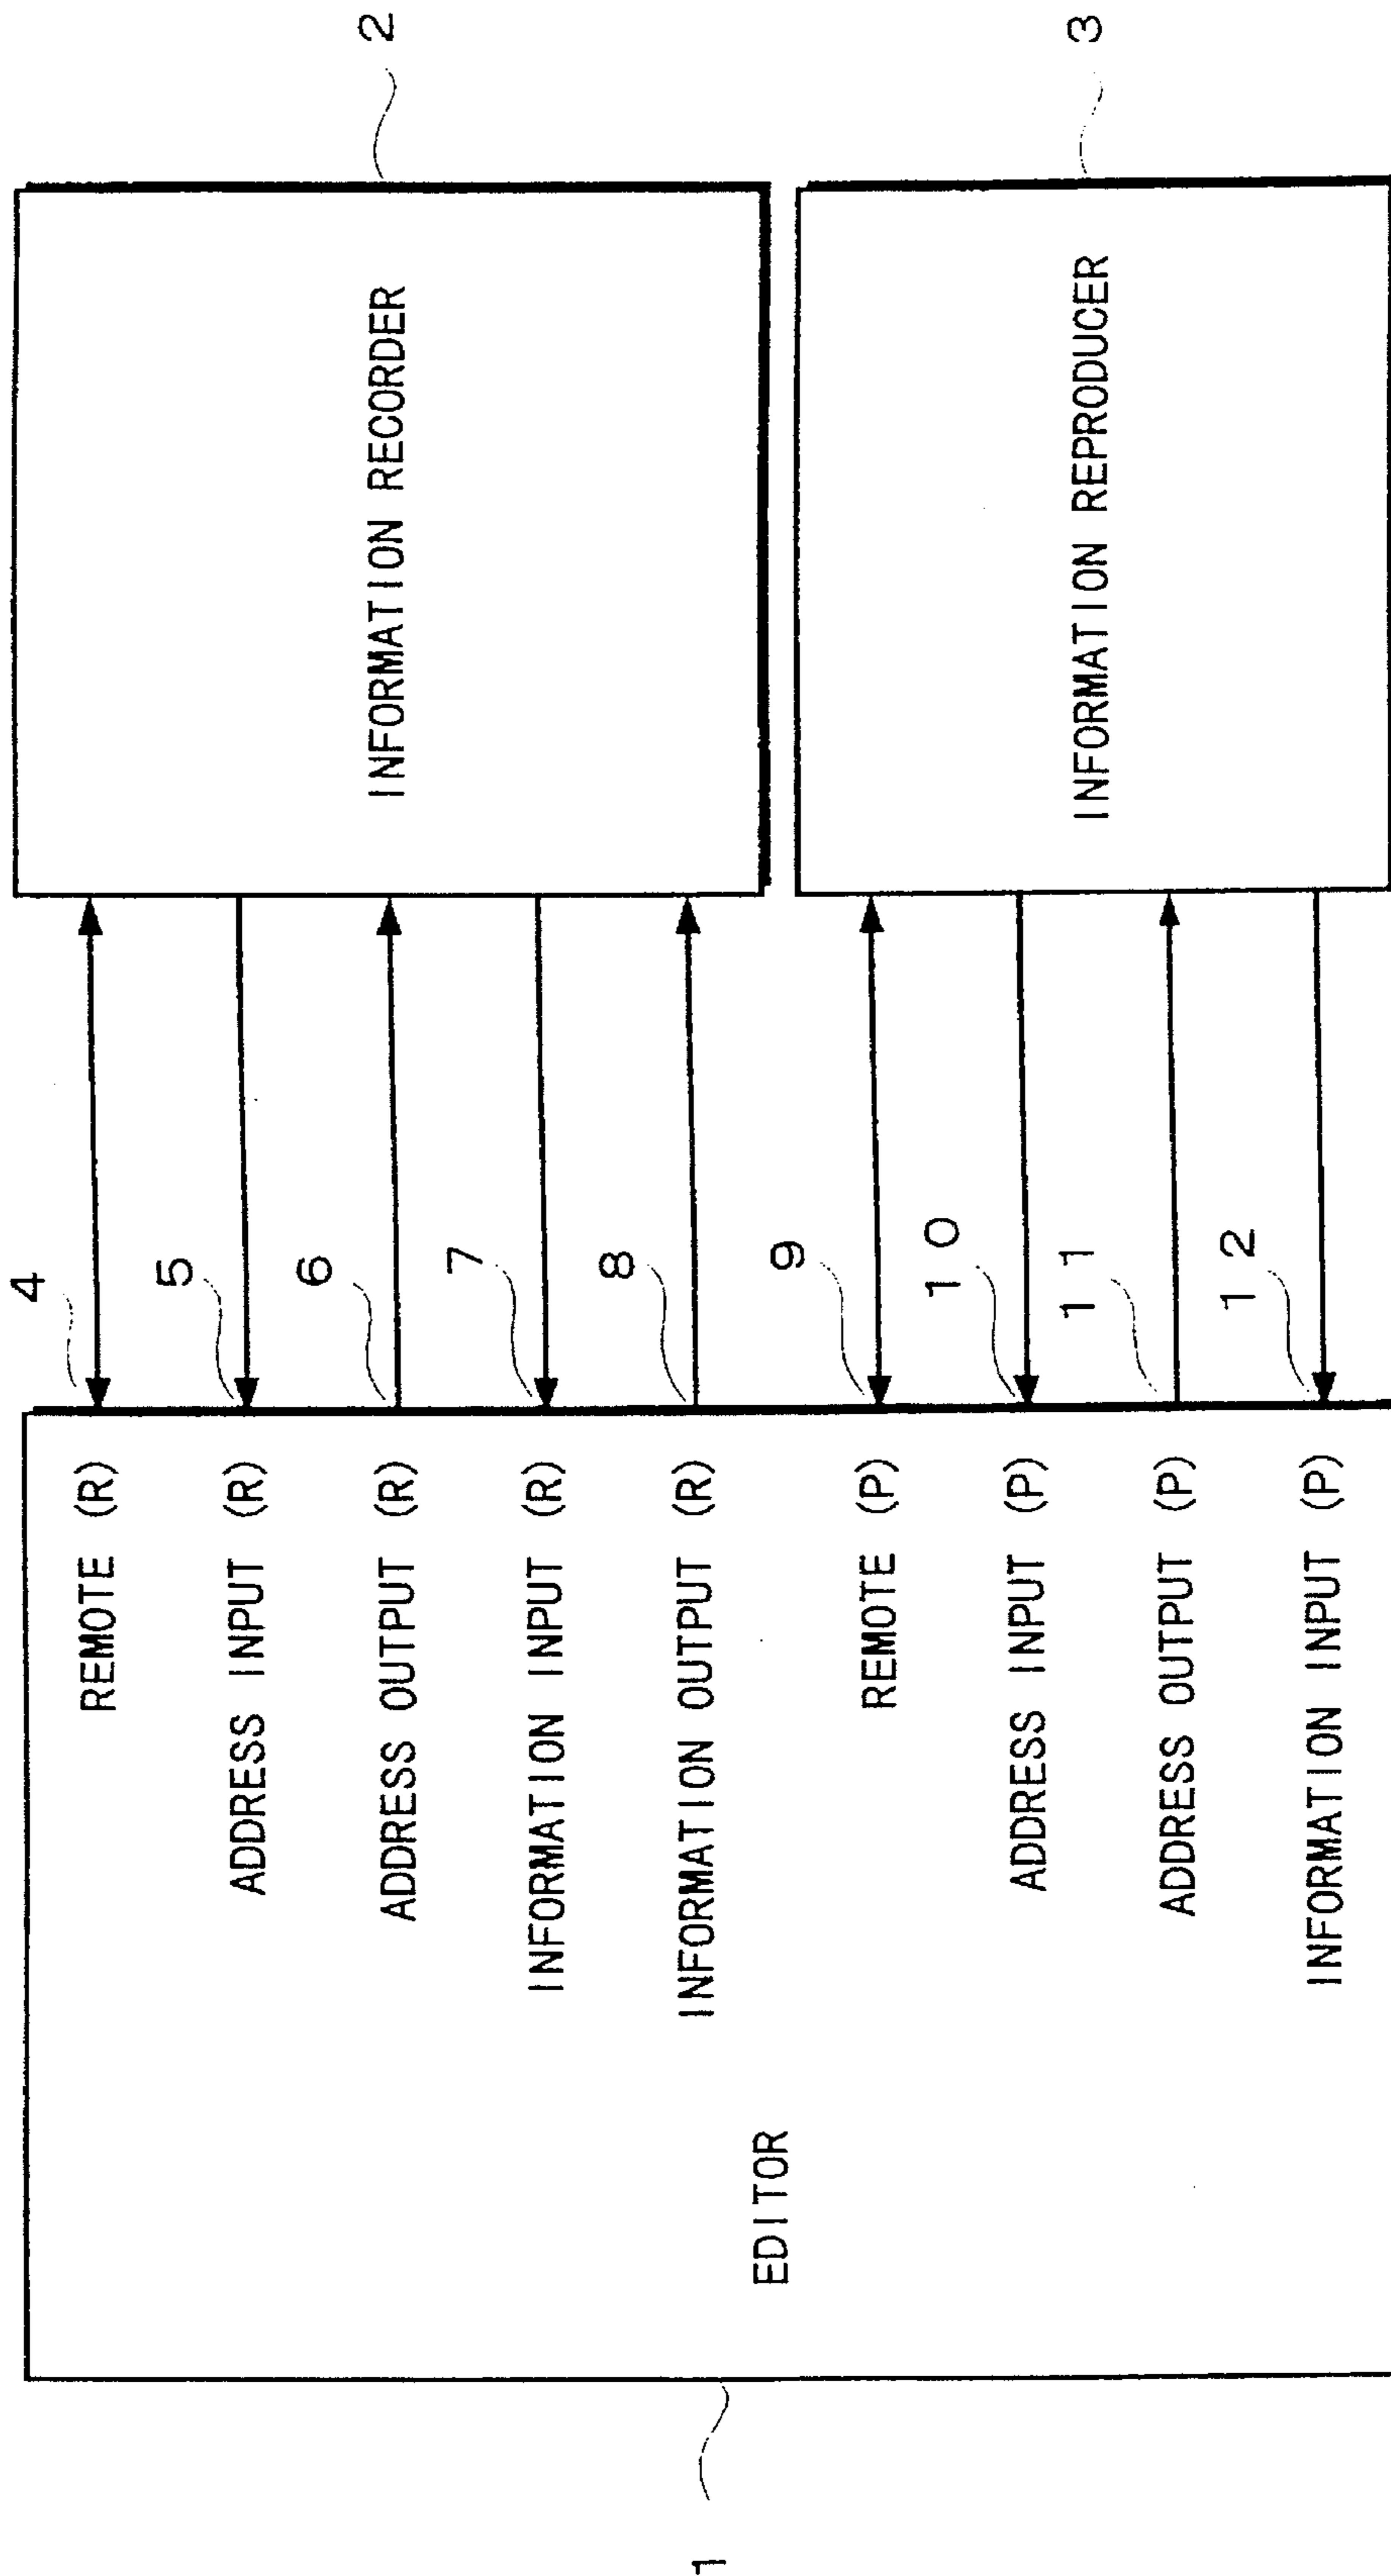 1
EDITOR
REMOTE (R)
ADDRESS INPUT (R)
ADDRESS OUTPUT (R)
INFORMATION INPUT (R)
INFORMATION OUTPUT (R)
REMOTE (P)
ADDRESS INPUT (P)
ADDRESS OUTPUT (P)
INFORMATION INPUT (P)
4
5
6
7
8
9
10
11
12
INFORMATION RECORDER
2
INFORMATION REPRODUCER
3